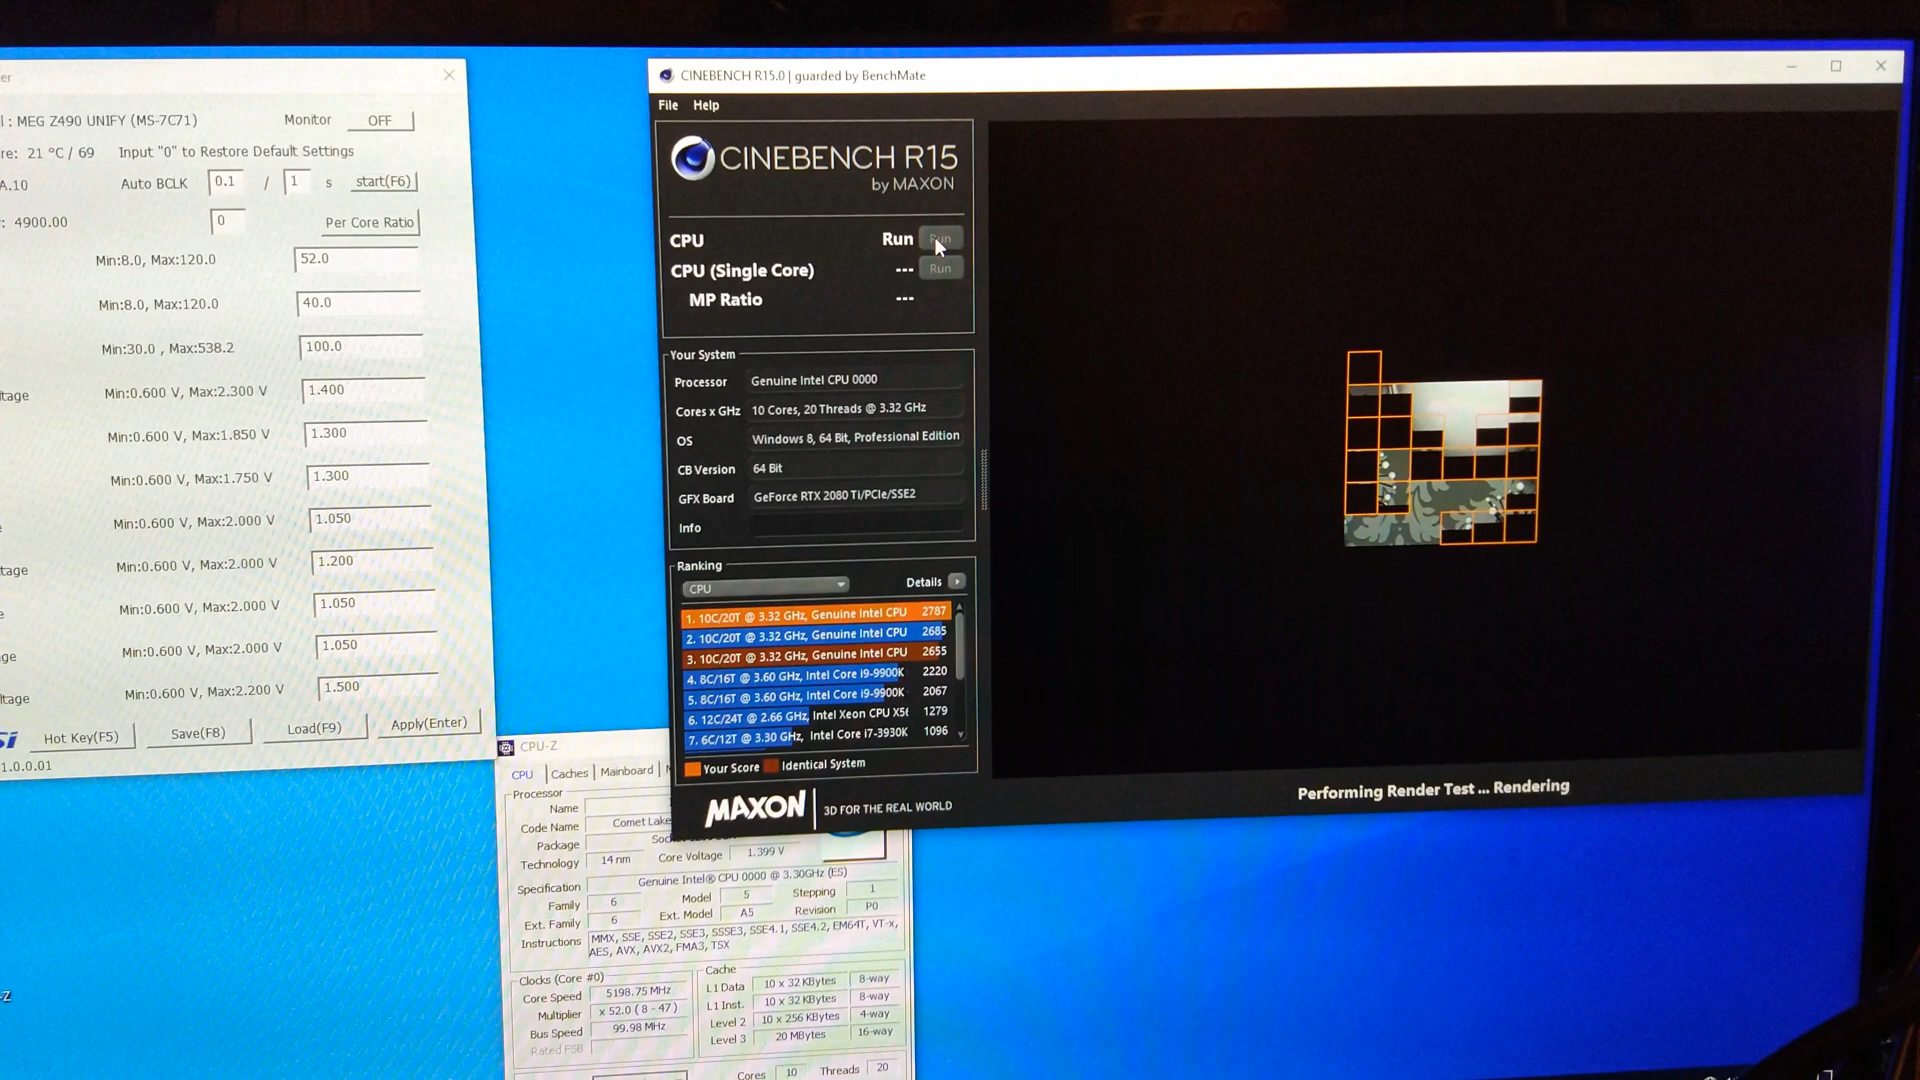 er
l : MEG Z490 UNIFY (MS-7C71)
Monitor OFF
re: 21 °C / 69 Input "0" to Restore Default Settings
A.10 Auto BCLK 0.1 / 1 s start(F6)
: 4900.00 0 Per Core Ratio
Min:8.0, Max:120.0 52.0
Min:8.0, Max:120.0 40.0
Min:30.0 , Max:538.2 100.0
tage Min:0.600 V, Max:2.300 V 1.400
Min:0.600 V, Max:1.850 V 1.300
Min:0.600 V, Max:1.750 V 1.300
e Min:0.600 V, Max:2.000 V 1.050
tage Min:0.600 V, Max:2.000 V 1.200
e Min:0.600 V, Max:2.000 V 1.050
ge Min:0.600 V, Max:2.000 V 1.050
ltage Min:0.600 V, Max:2.200 V 1.500
si Hot Key(F5) Save(F8) Load(F9) Apply(Enter)
1.0.0.01
-Z
CINEBENCH R15.0 | guarded by BenchMate
File Help
CINEBENCH R15
by MAXON
CPU Run Run
CPU (Single Core) --- Run
MP Ratio ---
Your System
Processor Genuine Intel CPU 0000
Cores x GHz 10 Cores, 20 Threads @ 3.32 GHz
OS Windows 8, 64 Bit, Professional Edition
CB Version 64 Bit
GFX Board GeForce RTX 2080 Ti/PCIe/SSE2
Info
Ranking
CPU Details
1. 10C/20T @ 3.32 GHz, Genuine Intel CPU 2787
2. 10C/20T @ 3.32 GHz, Genuine Intel CPU 2685
3. 10C/20T @ 3.32 GHz, Genuine Intel CPU 2655
4. 8C/16T @ 3.60 GHz, Intel Core i9-9900K 2220
5. 8C/16T @ 3.60 GHz, Intel Core i9-9900K 2067
6. 12C/24T @ 2.66 GHz, Intel Xeon CPU X56 1279
7. 6C/12T @ 3.30 GHz, Intel Core i7-3930K 1096
Your Score Identical System
MAXON 3D FOR THE REAL WORLD
Performing Render Test ... Rendering
CPU-Z
CPU Caches Mainboard
Processor
Name
Code Name Comet Lake
Package
Technology 14 nm Core Voltage 1.399 V
Specification Genuine Intel® CPU 0000 @ 3.30GHz (ES)
Family 6 Model 5 Stepping 1
Ext. Family 6 Ext. Model A5 Revision P0
Instructions MMX, SSE, SSE2, SSE3, SSSE3, SSE4.1, SSE4.2, EM64T, VT-x,
AES, AVX, AVX2, FMA3, TSX
Clocks (Core #0)
Core Speed 5198.75 MHz
Multiplier x 52.0 ( 8 - 47 )
Bus Speed 99.98 MHz
Rated FSB
Cache
L1 Data 10 x 32 KBytes 8-way
L1 Inst. 10 x 32 KBytes 8-way
Level 2 10 x 256 KBytes 4-way
Level 3 20 MBytes 16-way
Cores 10 Threads 20